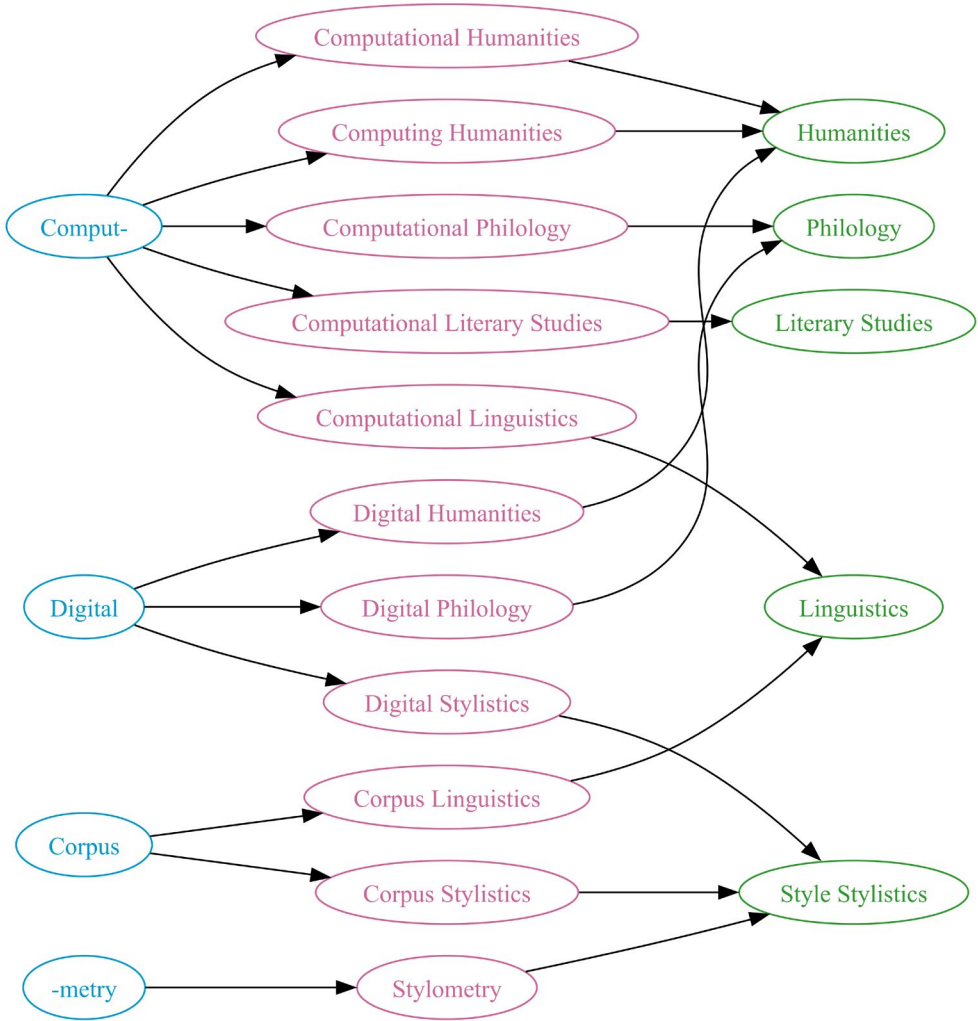 Computational Humanities
Computing Humanities
Humanities
Comput-
Computational Philology
Philology
Computational Literary Studies
Literary Studies
Computational Linguistics
Digital Humanities
Digital
Digital Philology
Linguistics
Digital Stylistics
Corpus Linguistics
Corpus
Corpus Stylistics
Style Stylistics
-metry
Stylometry